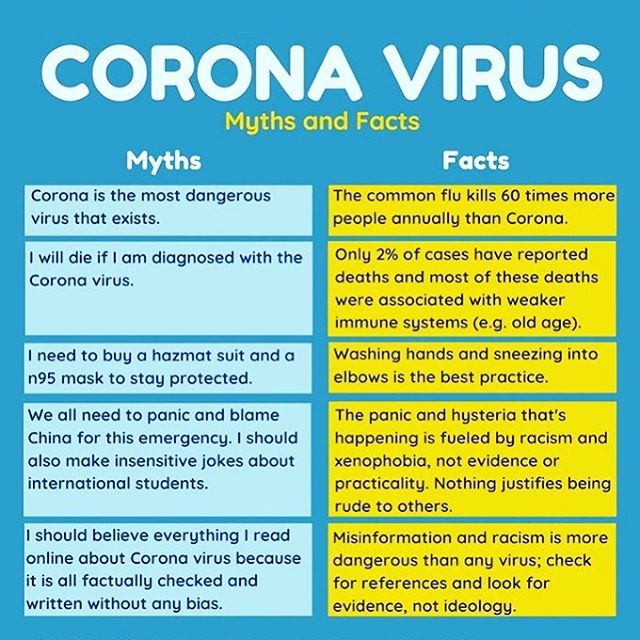 CORONA VIRUS
Myths and Facts
Myths
Facts
Corona is the most dangerous
virus that exists.
The common flu kills 60 times more
people annually than Corona.
I will die if I am diagnosed with the
Corona virus.
Only 2% of cases have reported
deaths and most of these deaths
were associated with weaker
immune systems (e.g. old age).
I need to buy a hazmat suit and a
n95 mask to stay protected.
Washing hands and sneezing into
elbows is the best practice.
We all need to panic and blame
China for this emergency. I should
also make insensitive jokes about
international students.
The panic and hysteria that's
happening is fueled by racism and
xenophobia, not evidence or
practicality. Nothing justifies being
rude to others.
I should believe everything I read
online about Corona virus because
it is all factually checked and
written without any bias.
Misinformation and racism is more
dangerous than any virus; check
for references and look for
evidence, not ideology.